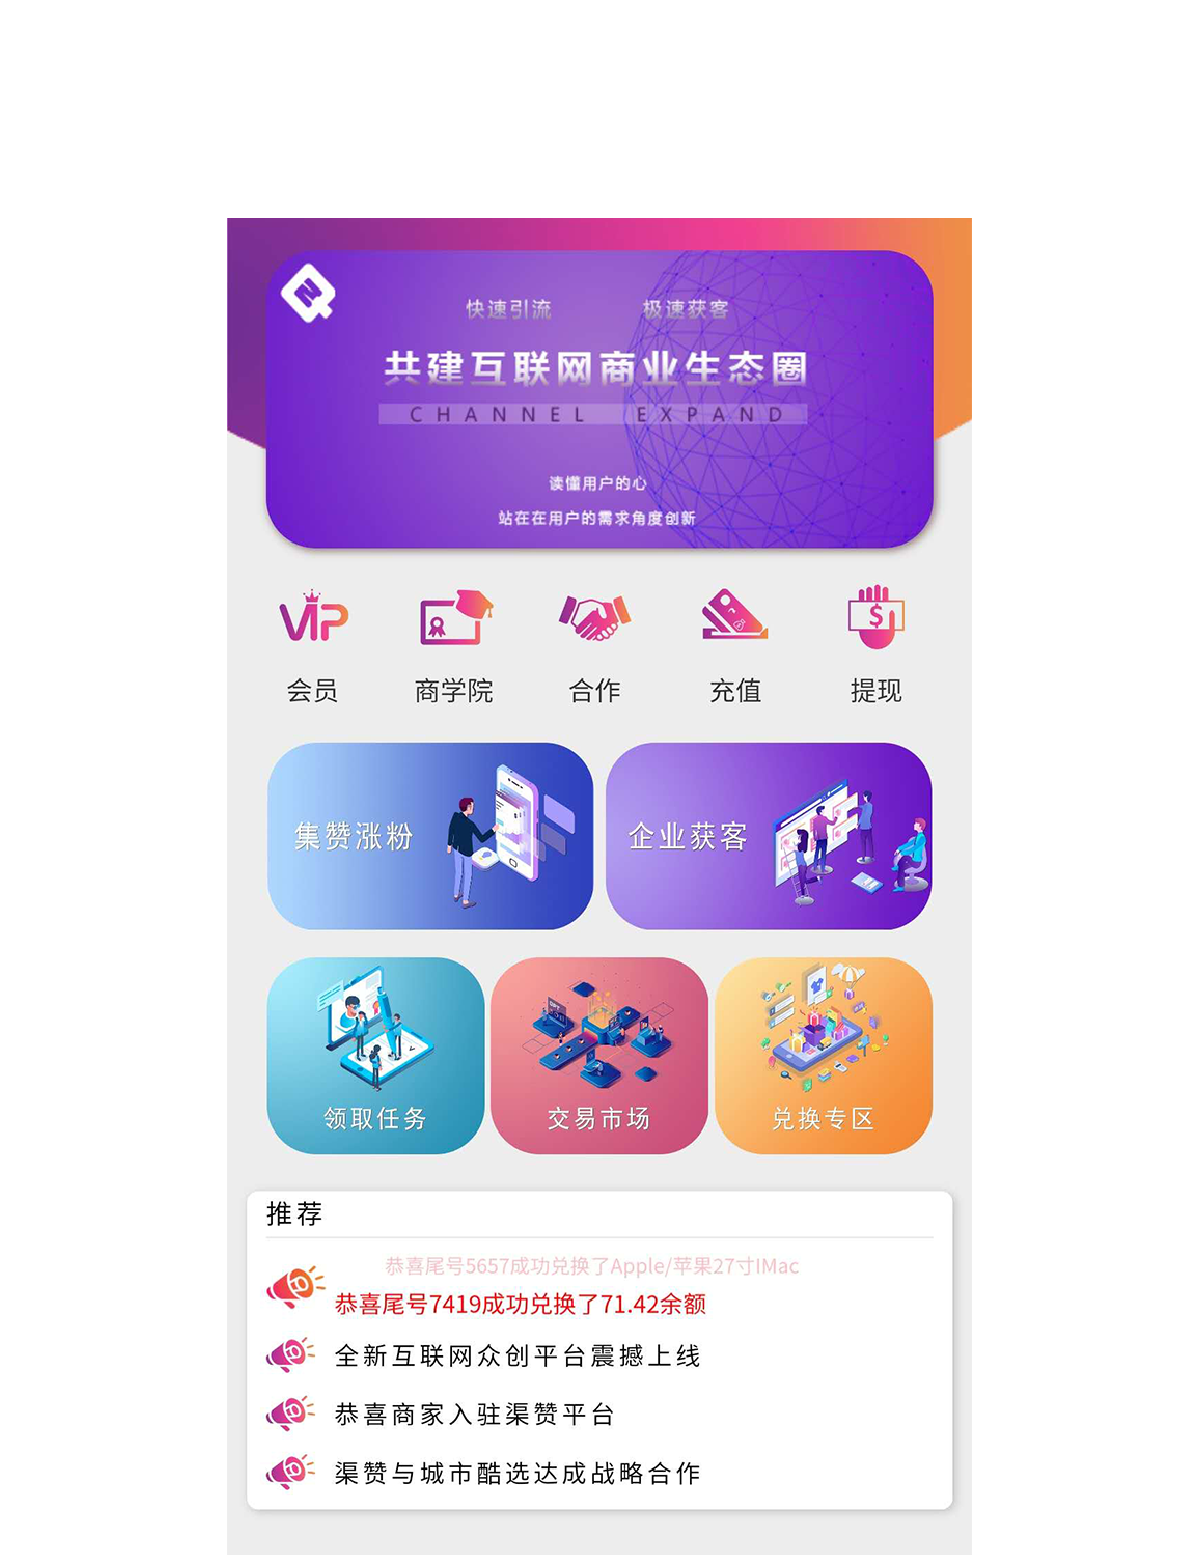 快速引流 极速获客
共建互联网商业生态圈
CHANNEL EXPAND
读懂用户的心
站在在用户的需求角度创新
VIP
会员 商学院 合作 充值 提现
集赞涨粉 企业获客
领取任务 交易市场 兑换专区
推荐
恭喜尾号5657成功兑换了Apple/苹果27寸IMac
恭喜尾号7419成功兑换了71.42余额
全新互联网众创平台震撼上线
恭喜商家入驻渠赞平台
渠赞与城市酷选达成战略合作